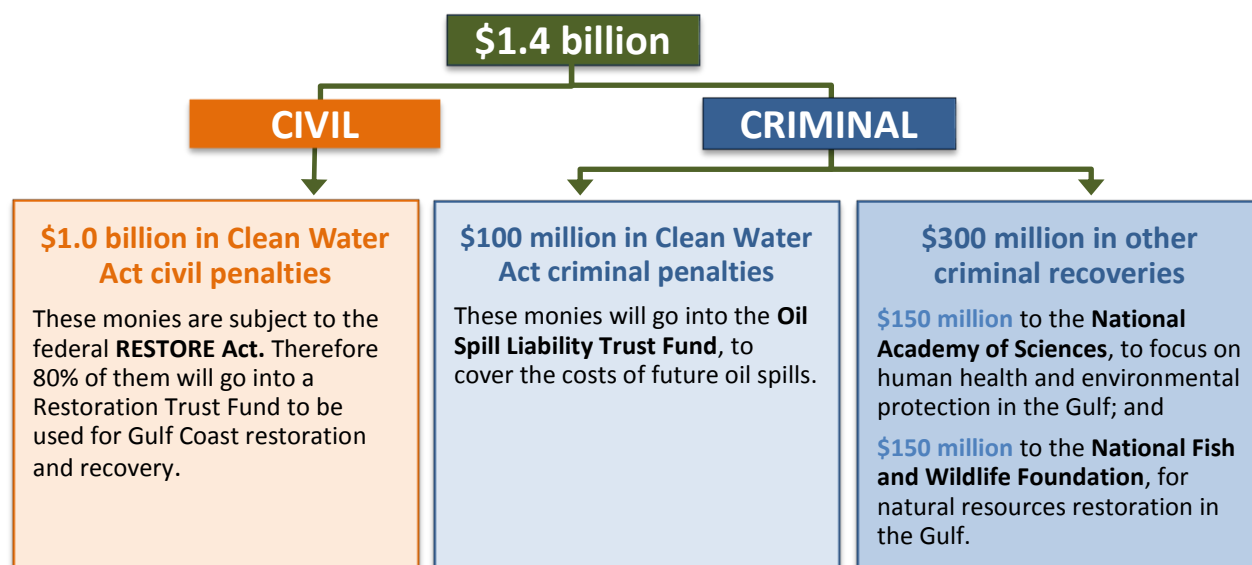 $1.4 billion
CIVIL
CRIMINAL
$1.0 billion in Clean Water
Act civil penalties
These monies are subject to the
federal RESTORE Act. Therefore
80% of them will go into a
Restoration Trust Fund to be
used for Gulf Coast restoration
and recovery.
$100 million in Clean Water
Act criminal penalties
These monies will go into the Oil
Spill Liability Trust Fund, to
cover the costs of future oil spills.
$300 million in other
criminal recoveries
$150 million to the National
Academy of Sciences, to focus on
human health and environmental
protection in the Gulf; and
$150 million to the National Fish
and Wildlife Foundation, for
natural resources restoration in
the Gulf.